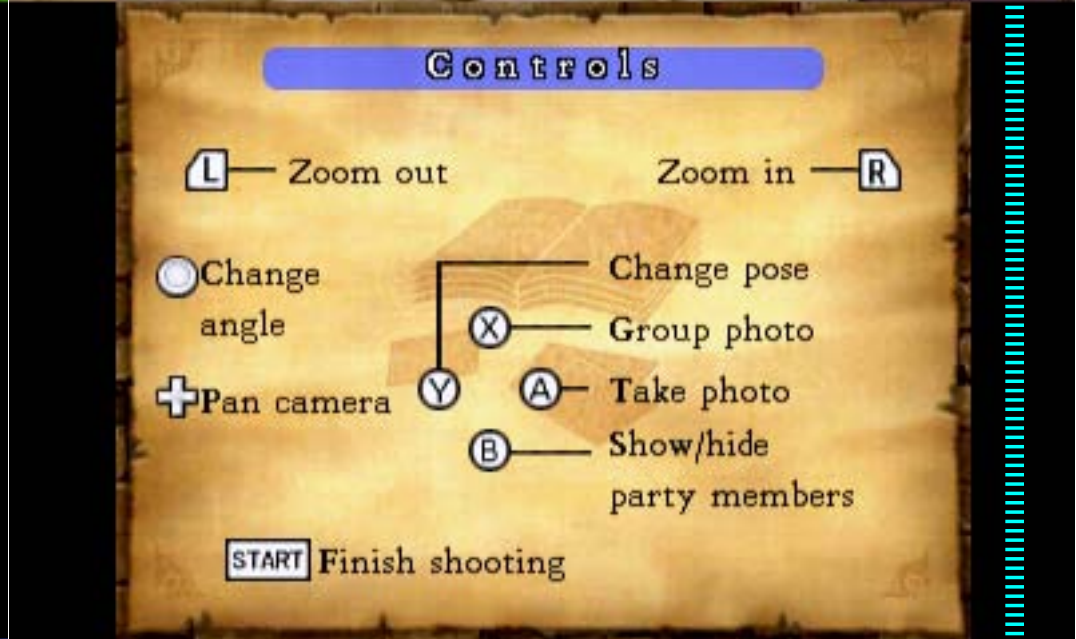 Controls
L Zoom out Zoom in R
Change Change pose
angle X Group photo
Pan camera Y A Take photo
B Show/hide
party members
START Finish shooting